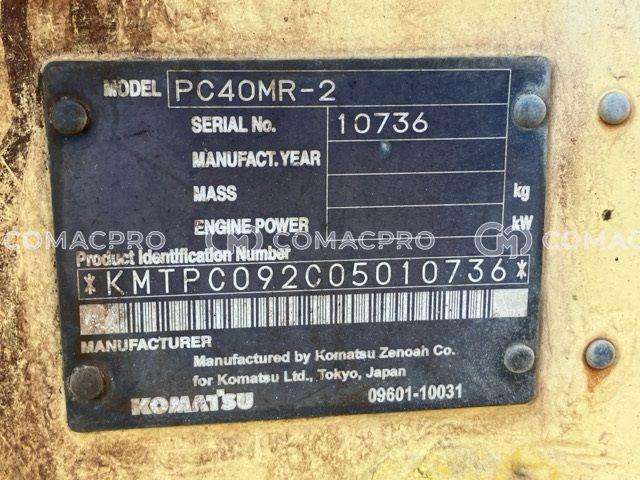 MODEL PC40MR-2
SERIAL No. 10736
MANUFACT. YEAR
MASS kg
ENGINE POWER kW
COMACPRO COMACPRO COMACPRO
Product Identification Number
*KMTPC092C05010736*
MANUFACTURER
Manufactured by Komatsu Zenoah Co.
for Komatsu Ltd., Tokyo, Japan
KOMATSU 09601-10031